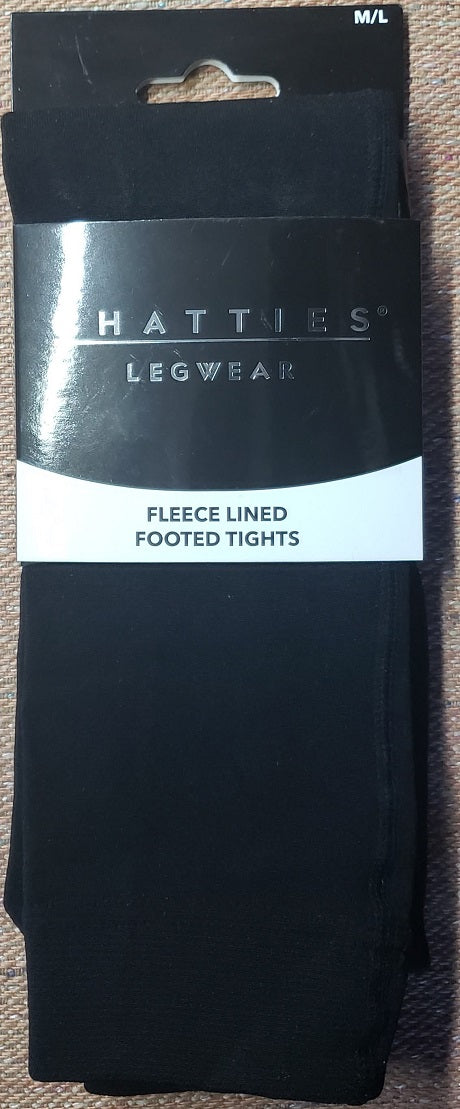 M/L
HATTIES®
LEGWEAR
FLEECE LINED
FOOTED TIGHTS